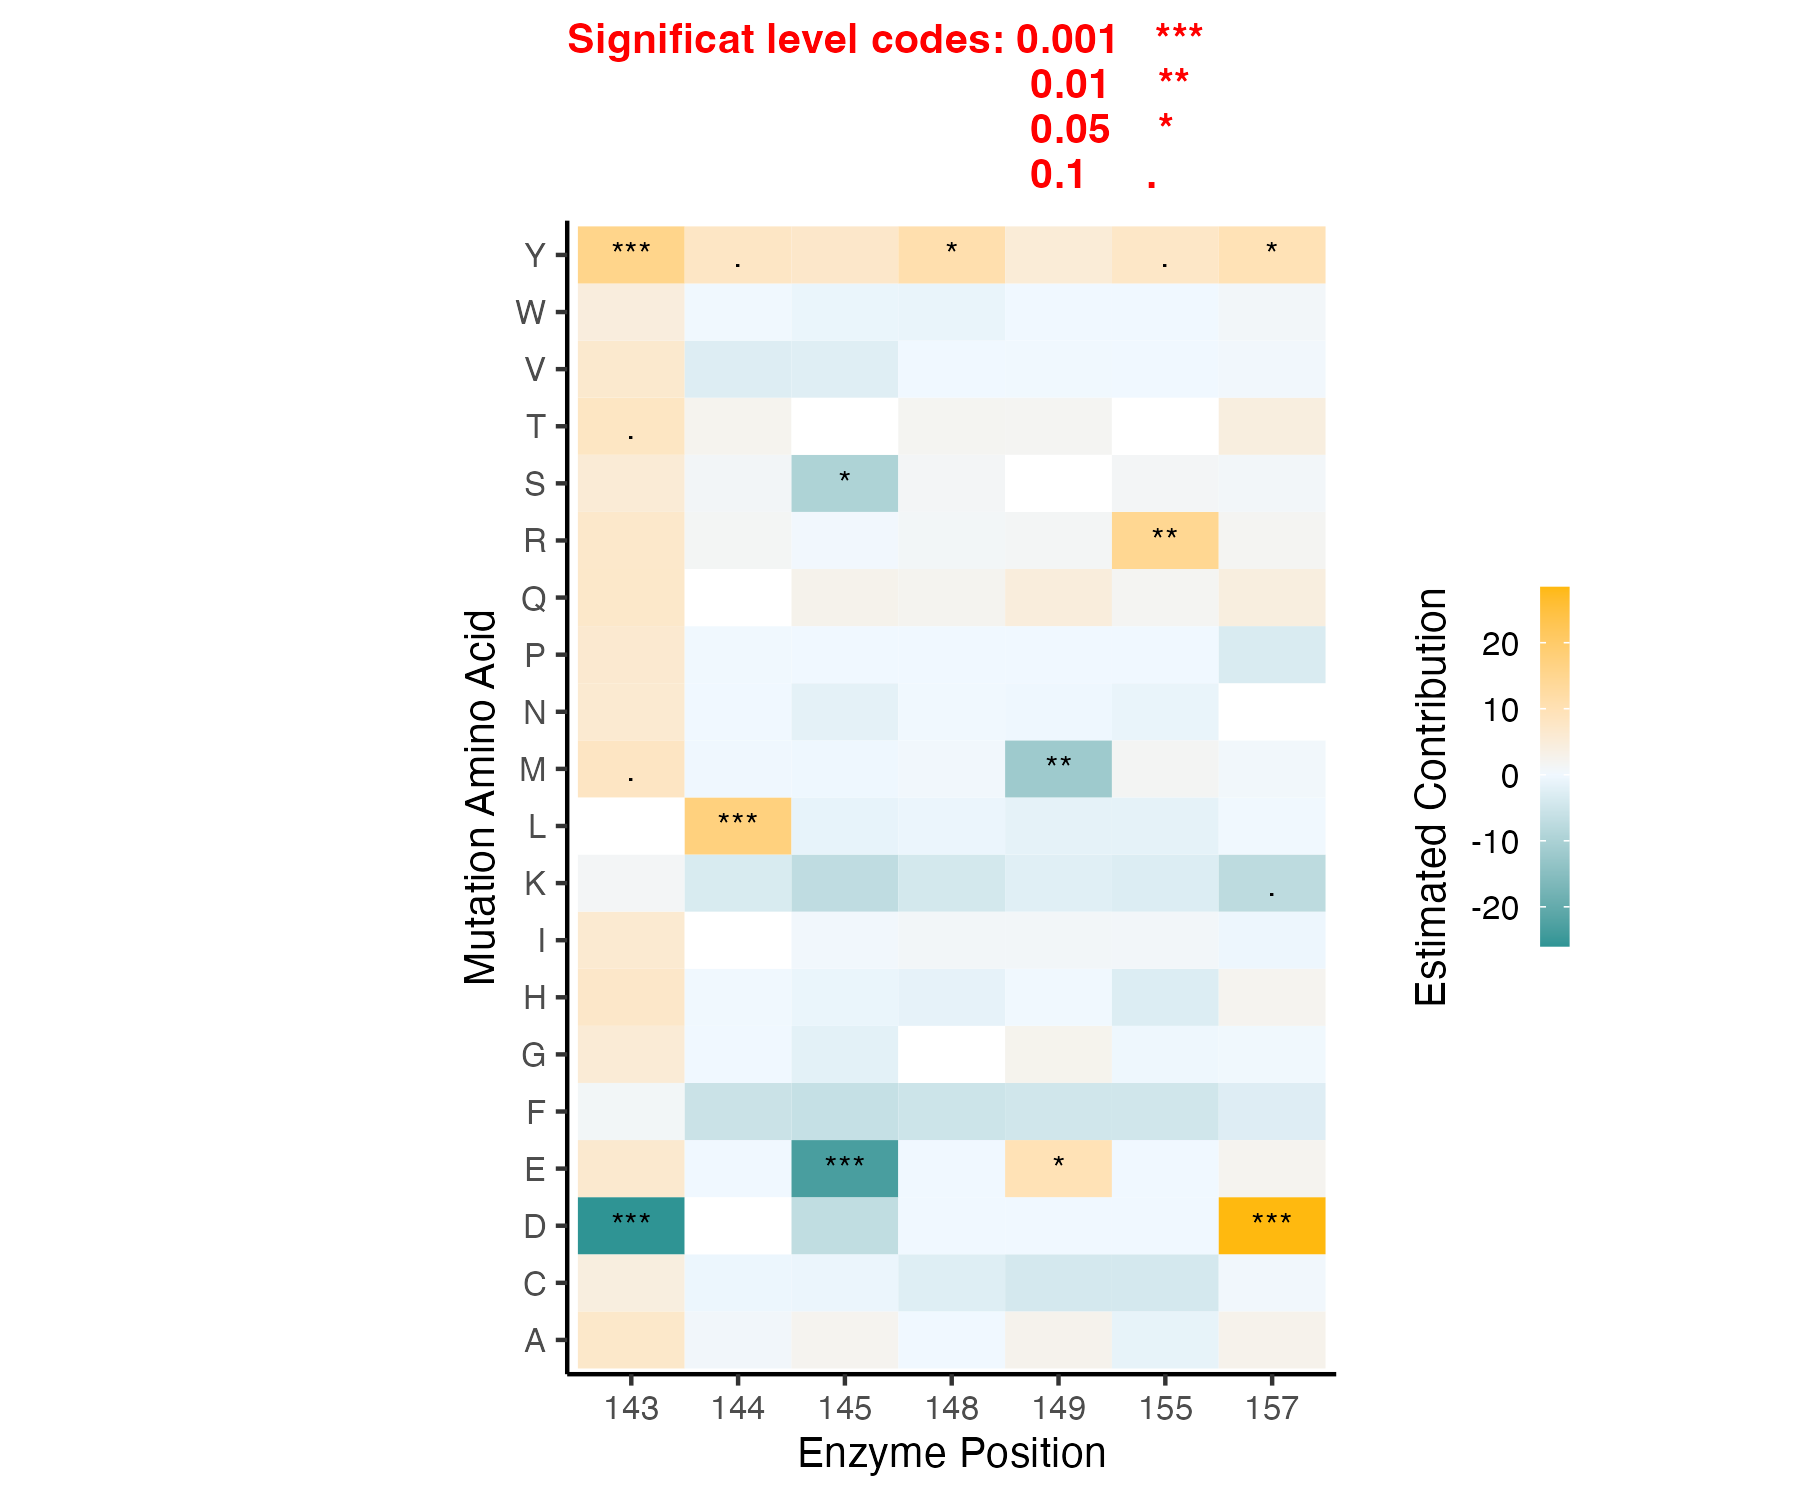 Significat level codes: 0.001 ***
0.01 **
0.05 *
0.1 .
Y *** . * . *
W
V
T .
S *
R **
Q
P
N
M . **
L ***
K .
I
H
G
F
E *** *
D *** ***
C
A
143 144 145 148 149 155 157
Enzyme Position
Mutation Amino Acid
Estimated Contribution
20
10
0
-10
-20